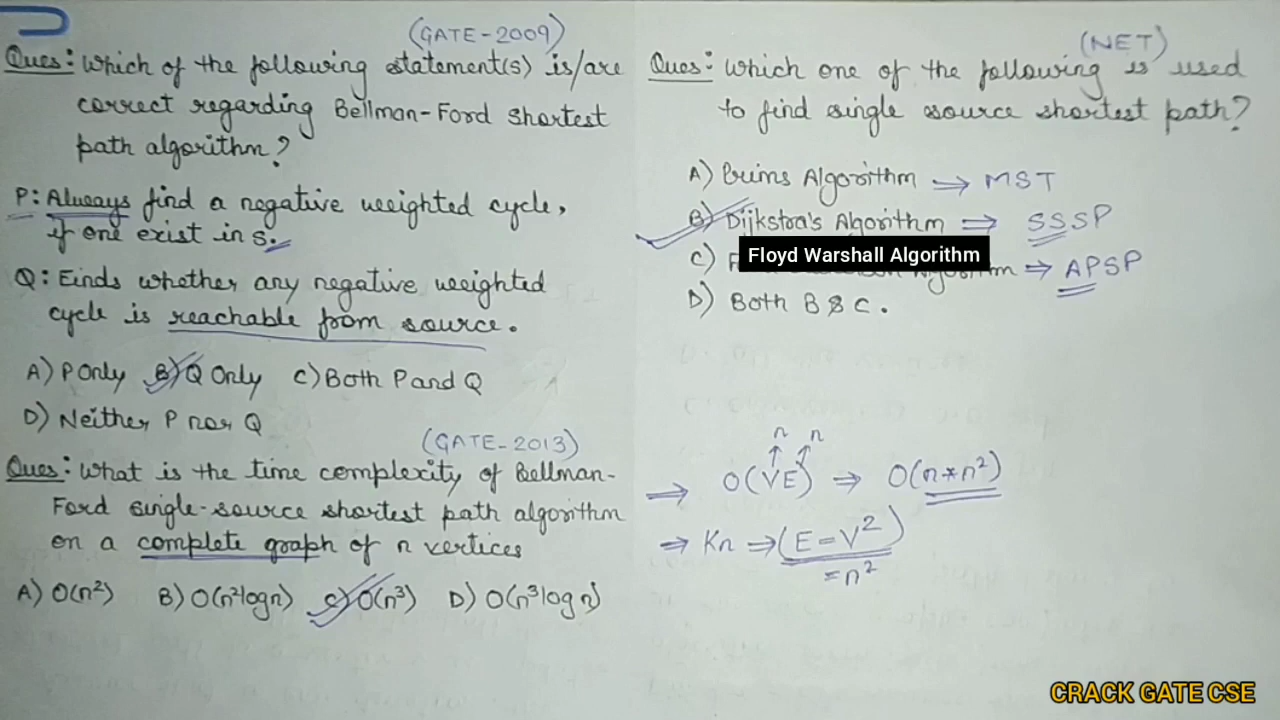 (GATE-2009)
Ques: Which of the following statement(s) is/are
correct regarding Bellman-Ford shortest
path algorithm?
P: Always find a negative weighted cycle,
if one exist in s.
Q: Finds whether any negative weighted
cycle is reachable from source.
A) P Only B) Q Only C) Both P and Q
D) Neither P nor Q
(GATE-2013)
Ques: What is the time complexity of Bellman-
Ford single-source shortest path algorithm
on a complete graph of n vertices
A) O(n²) B) O(n² log n) C) O(n³) D) O(n³ log n)
(NET)
Ques: Which one of the following is used
to find single source shortest path?
A) Prims Algorithm ⇒ MST
B) Dijkstra's Algorithm ⇒ SSSP
Floyd Warshall Algorithm
C) ⇒ APSP
D) Both B & C.
n n
⇒ O(VE) ⇒ O(n*n²)
⇒ Kn ⇒ (E = V²)
= n²
CRACK GATE CSE